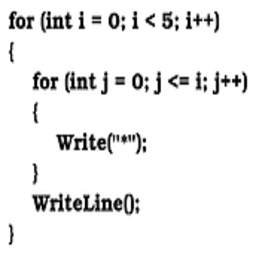 for (int i = 0; i < 5; i++)
{
for (int j = 0; j <= i; j++)
{
Write("*");
}
WriteLine();
}